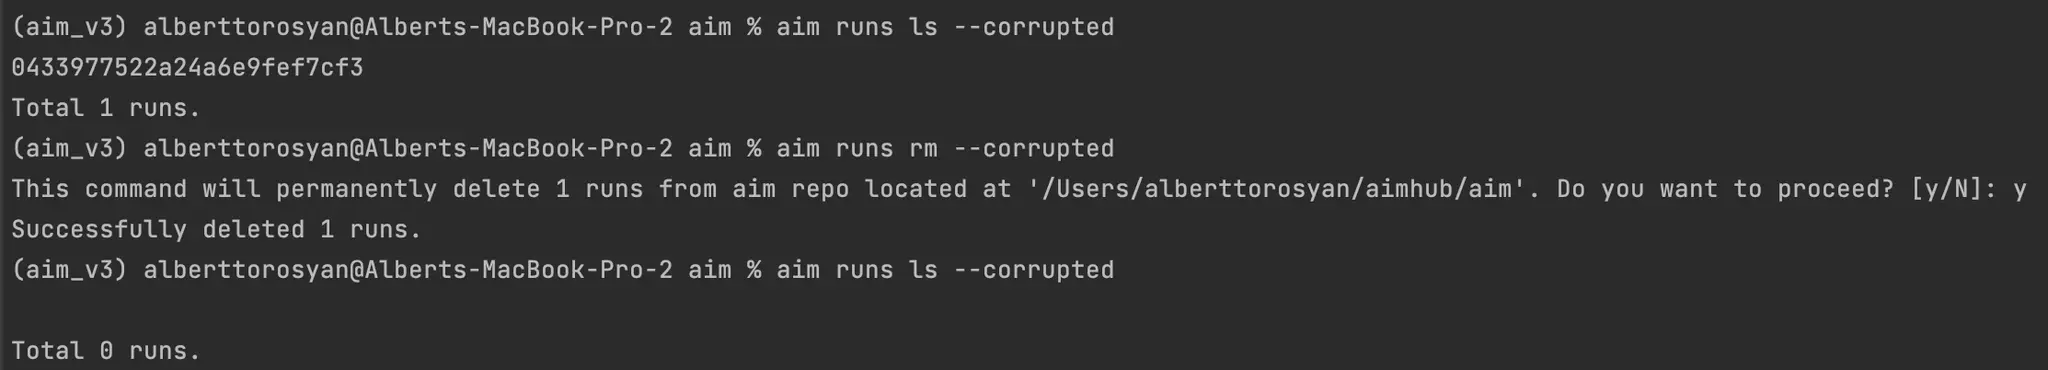 (aim_v3) alberttorosyan@Alberts-MacBook-Pro-2 aim % aim runs ls --corrupted
0433977522a24a6e9fef7cf3
Total 1 runs.
(aim_v3) alberttorosyan@Alberts-MacBook-Pro-2 aim % aim runs rm --corrupted
This command will permanently delete 1 runs from aim repo located at '/Users/alberttorosyan/aimhub/aim'. Do you want to proceed? [y/N]: y
Successfully deleted 1 runs.
(aim_v3) alberttorosyan@Alberts-MacBook-Pro-2 aim % aim runs ls --corrupted
Total 0 runs.